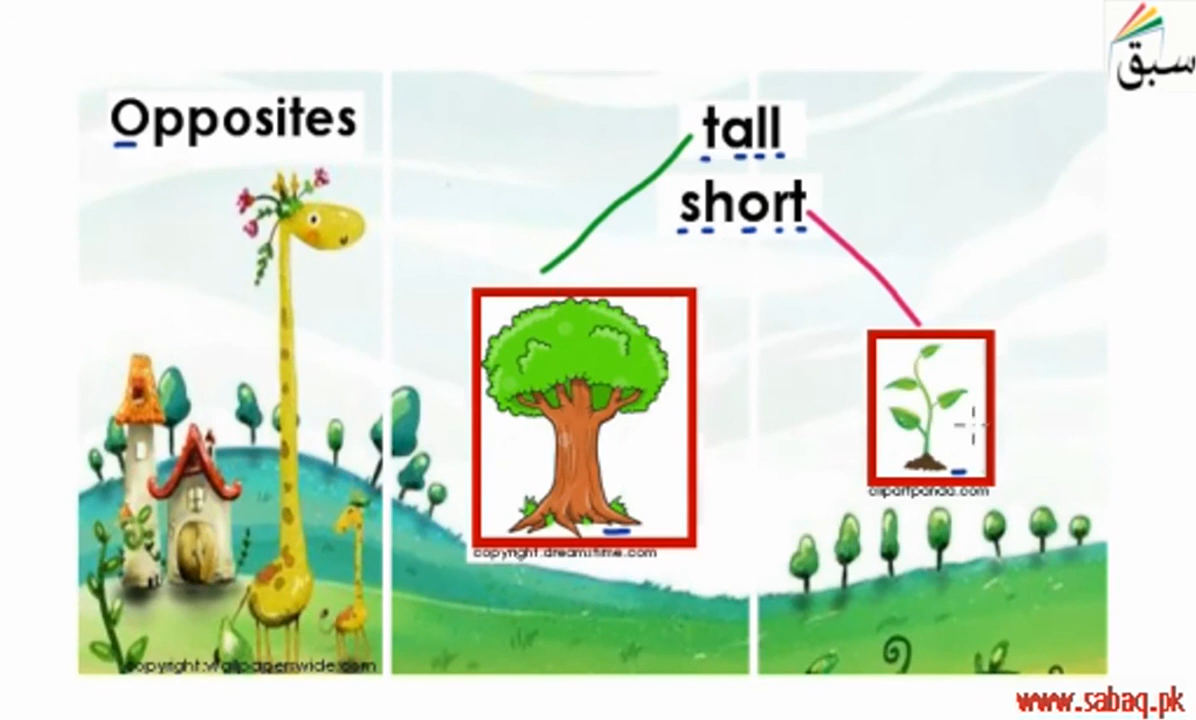 سبق
Opposites
tall
short
clipartpanda.com
copyright:dreamstime.com
copyright:wallpaperswide.com
www.sabaq.pk